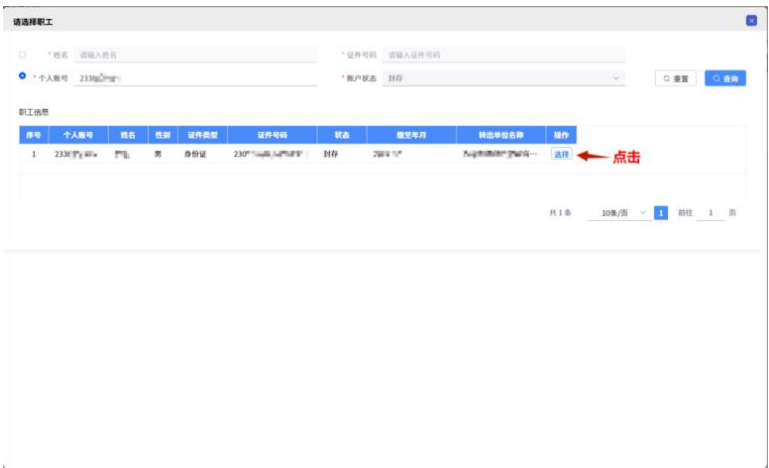 请选择职工
* 姓名 请输入姓名 * 证件号码 请输入证件号码
* 个人账号 2338 * 账户状态 封存 重置 查询
职工信息
序号 个人账号 姓名 性别 证件类型 证件号码 状态 缴至年月 转出单位名称 操作
1 2338 男 身份证 230 封存 选择 点击
共 1 条 10条/页 1 前往 1 页